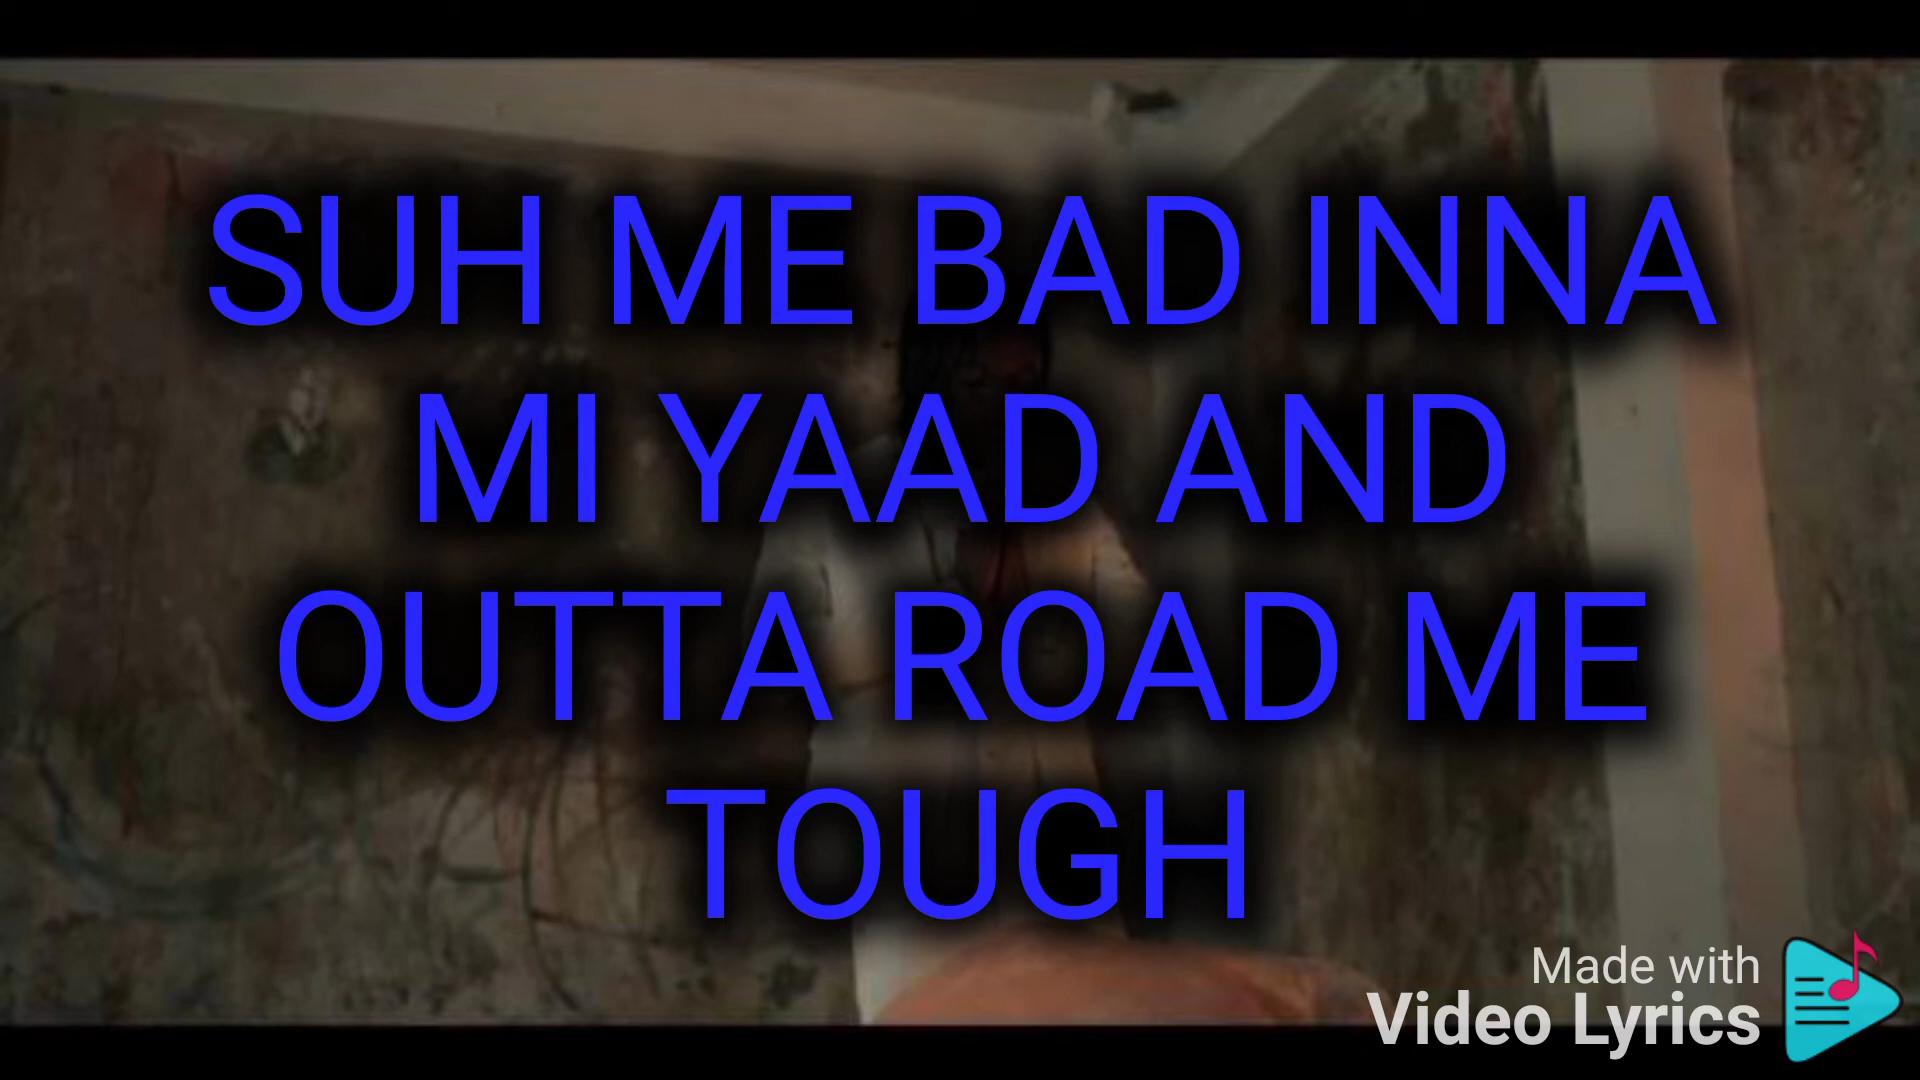 SUH ME BAD INNA
MI YAAD AND
OUTTA ROAD ME
TOUGH
Made with
Video Lyrics